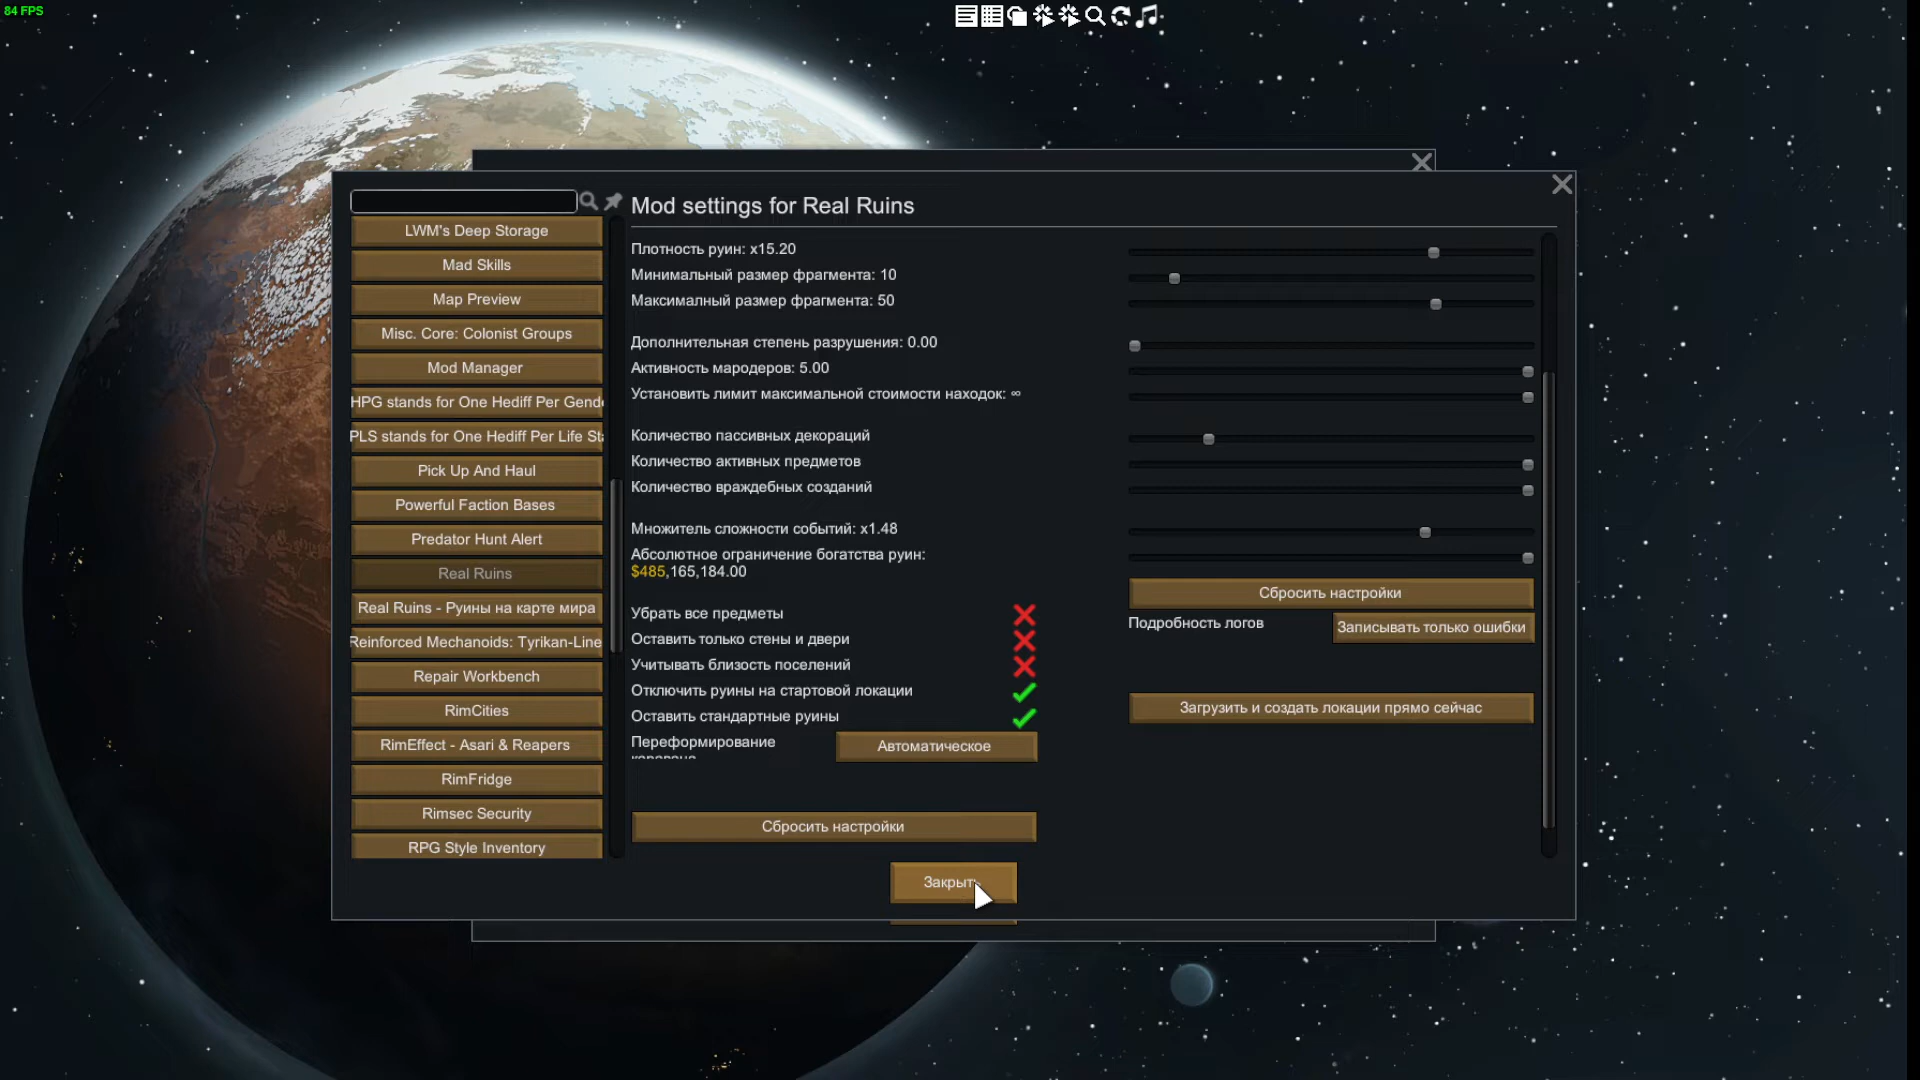 84 FPS
Mod settings for Real Ruins
LWM's Deep Storage
Mad Skills
Map Preview
Misc. Core: Colonist Groups
Mod Manager
HPG stands for One Hediff Per Gend
PLS stands for One Hediff Per Life St
Pick Up And Haul
Powerful Faction Bases
Predator Hunt Alert
Real Ruins
Real Ruins - Руины на карте мира
Reinforced Mechanoids: Tyrikan-Line
Repair Workbench
RimCities
RimEffect - Asari & Reapers
RimFridge
Rimsec Security
RPG Style Inventory
Плотность руин: x15.20
Минимальный размер фрагмента: 10
Максималный размер фрагмента: 50
Дополнительная степень разрушения: 0.00
Активность мародеров: 5.00
Установить лимит максимальной стоимости находок: ∞
Количество пассивных декораций
Количество активных предметов
Количество враждебных созданий
Множитель сложности событий: x1.48
Абсолютное ограничение богатства руин:
$485,165,184.00
Убрать все предметы
Оставить только стены и двери
Учитывать близость поселений
Отключить руины на стартовой локации
Оставить стандартные руины
Переформирование
Автоматическое
Сбросить настройки
Сбросить настройки
Подробность логов
Записывать только ошибки
Загрузить и создать локации прямо сейчас
Закрыть